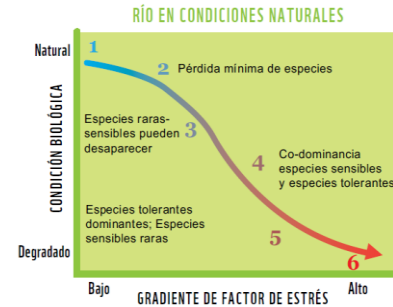 RÍO EN CONDICIONES NATURALES
Natural
1
2 Pérdida mínima de especies
Especies raras-
sensibles pueden
desaparecer
3
4
Co-dominancia
especies sensibles
y especies tolerantes
Especies tolerantes
dominantes; Especies
sensibles raras
5
6
CONDICIÓN BIOLÓGICA
Degradado
Bajo
Alto
GRADIENTE DE FACTOR DE ESTRÉS